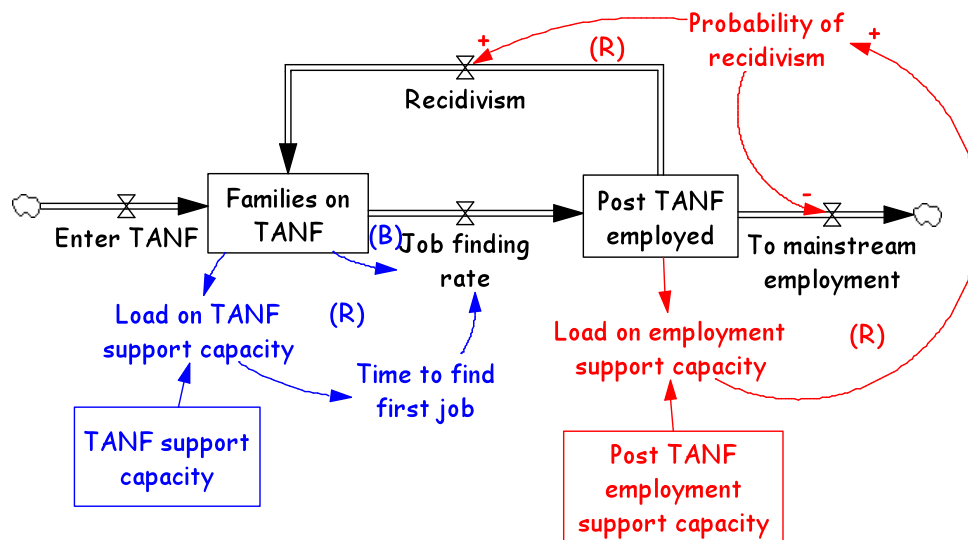 Probability of
recidivism
+
(R)
+
Recidivism
Families on
TANF
Post TANF
employed
-
Enter TANF
(B)
Job finding
rate
To mainstream
employment
Load on TANF
support capacity
(R)
Load on employment
support capacity
(R)
Time to find
first job
TANF support
capacity
Post TANF
employment
support capacity